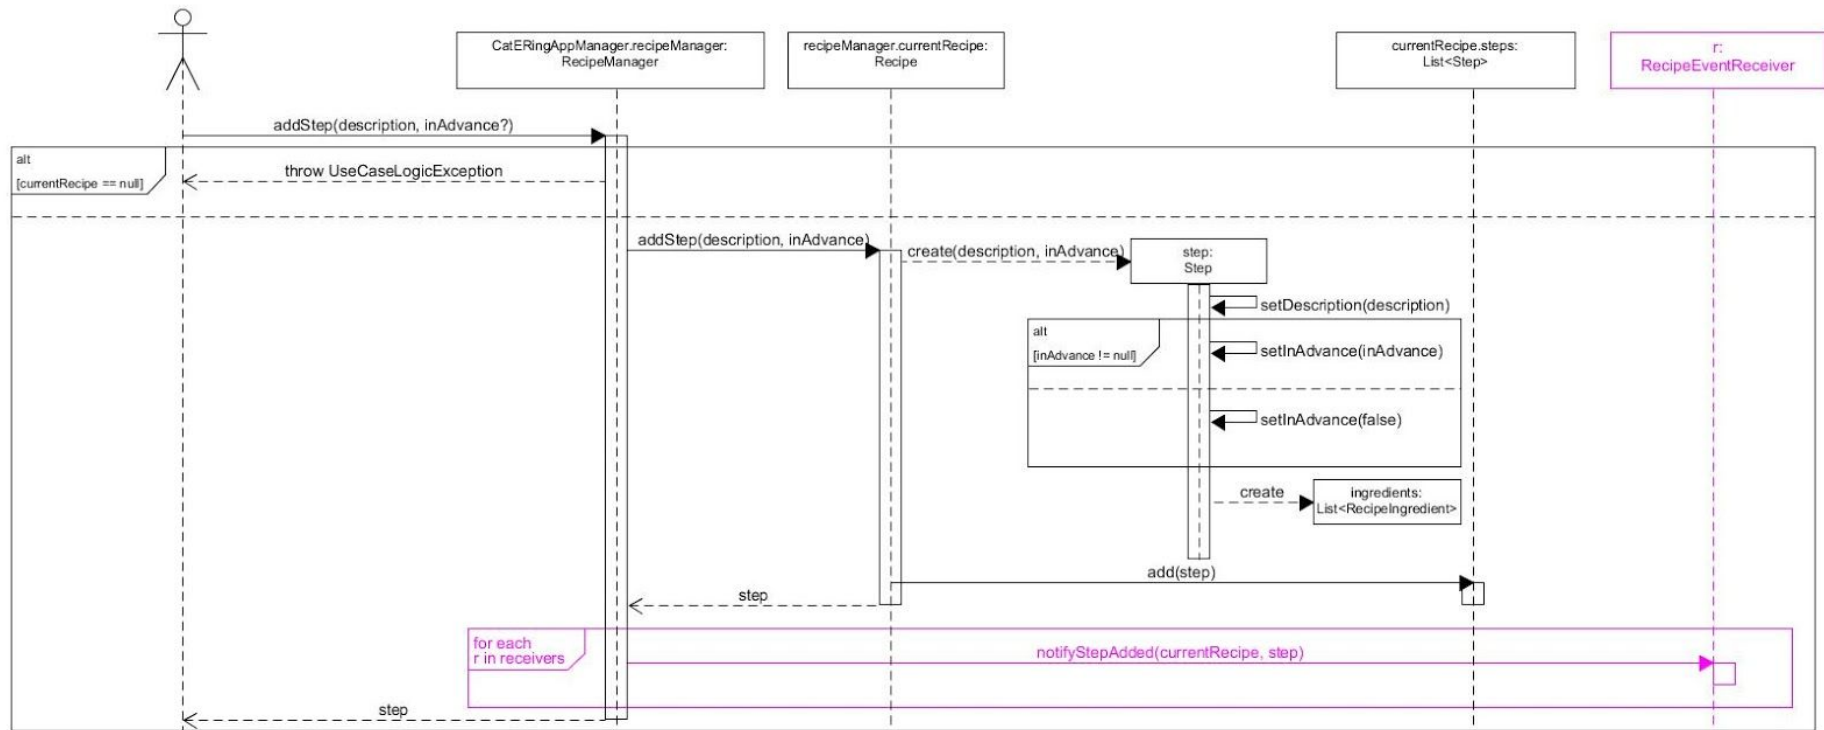 CatERingAppManager.recipeManager:
RecipeManager
recipeManager.currentRecipe:
Recipe
currentRecipe.steps:
List<Step>
r:
RecipeEventReceiver
addStep(description, inAdvance?)
alt
[currentRecipe == null]
throw UseCaseLogicException
addStep(description, inAdvance)
create(description, inAdvance)
step:
Step
setDescription(description)
alt
[inAdvance != null]
setInAdvance(inAdvance)
setInAdvance(false)
create
ingredients:
List<RecipeIngredient>
add(step)
step
for each
r in receivers
notifyStepAdded(currentRecipe, step)
step